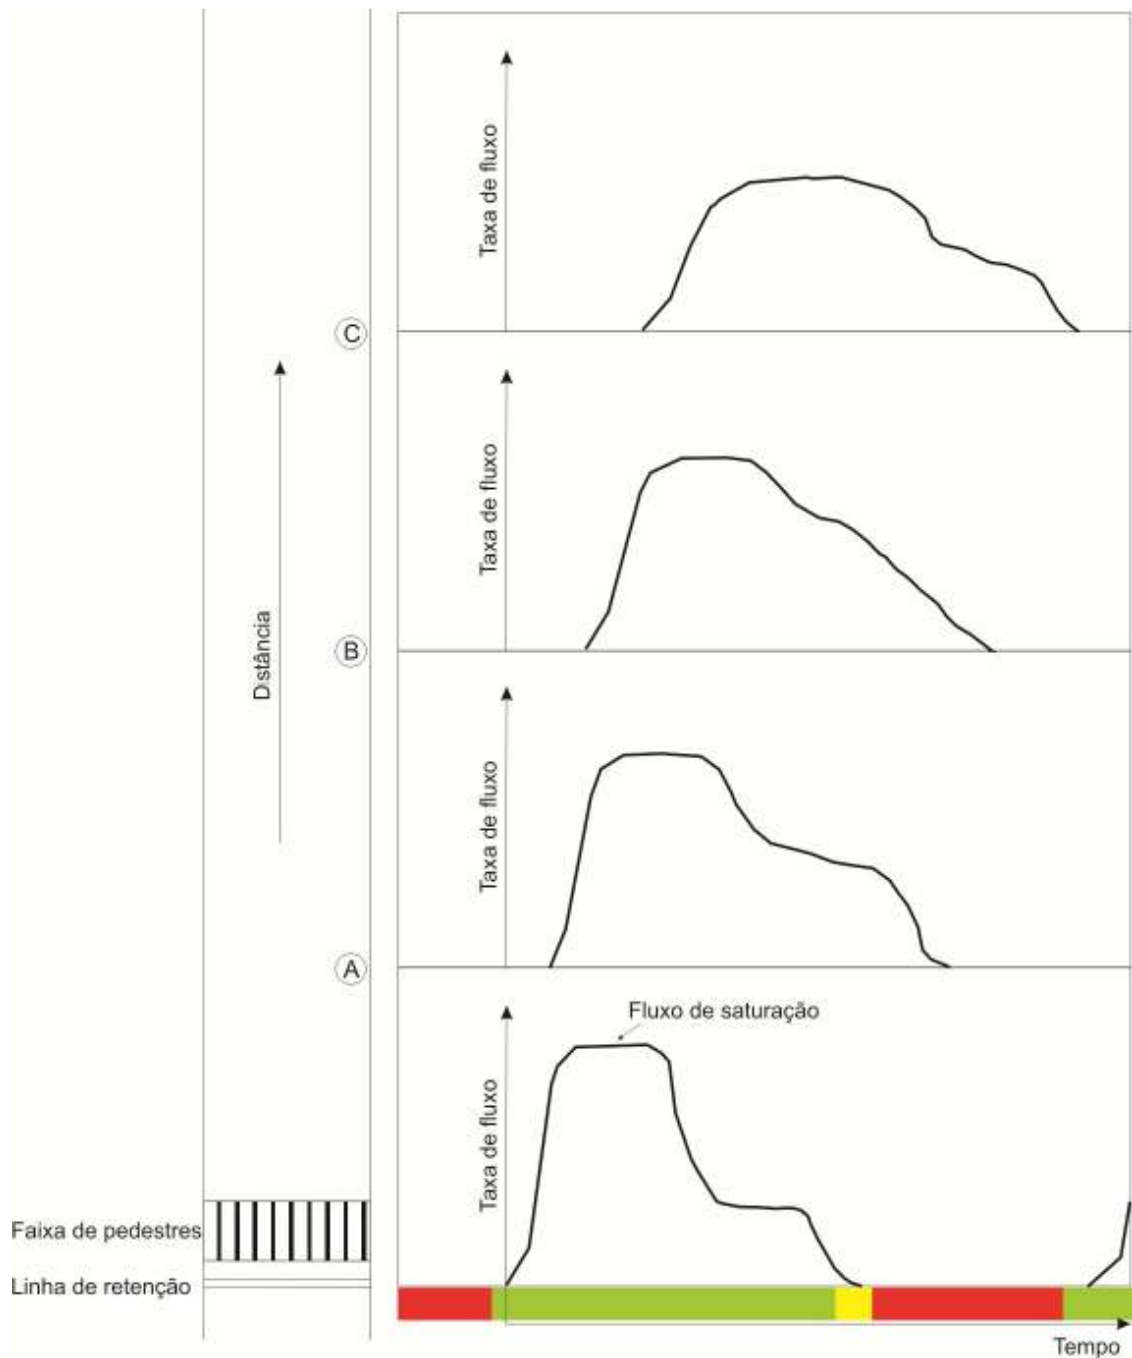 Taxa de fluxo
C
Taxa de fluxo
Distância
B
Taxa de fluxo
A
Fluxo de saturação
Taxa de fluxo
Faixa de pedestres
Linha de retenção
Tempo